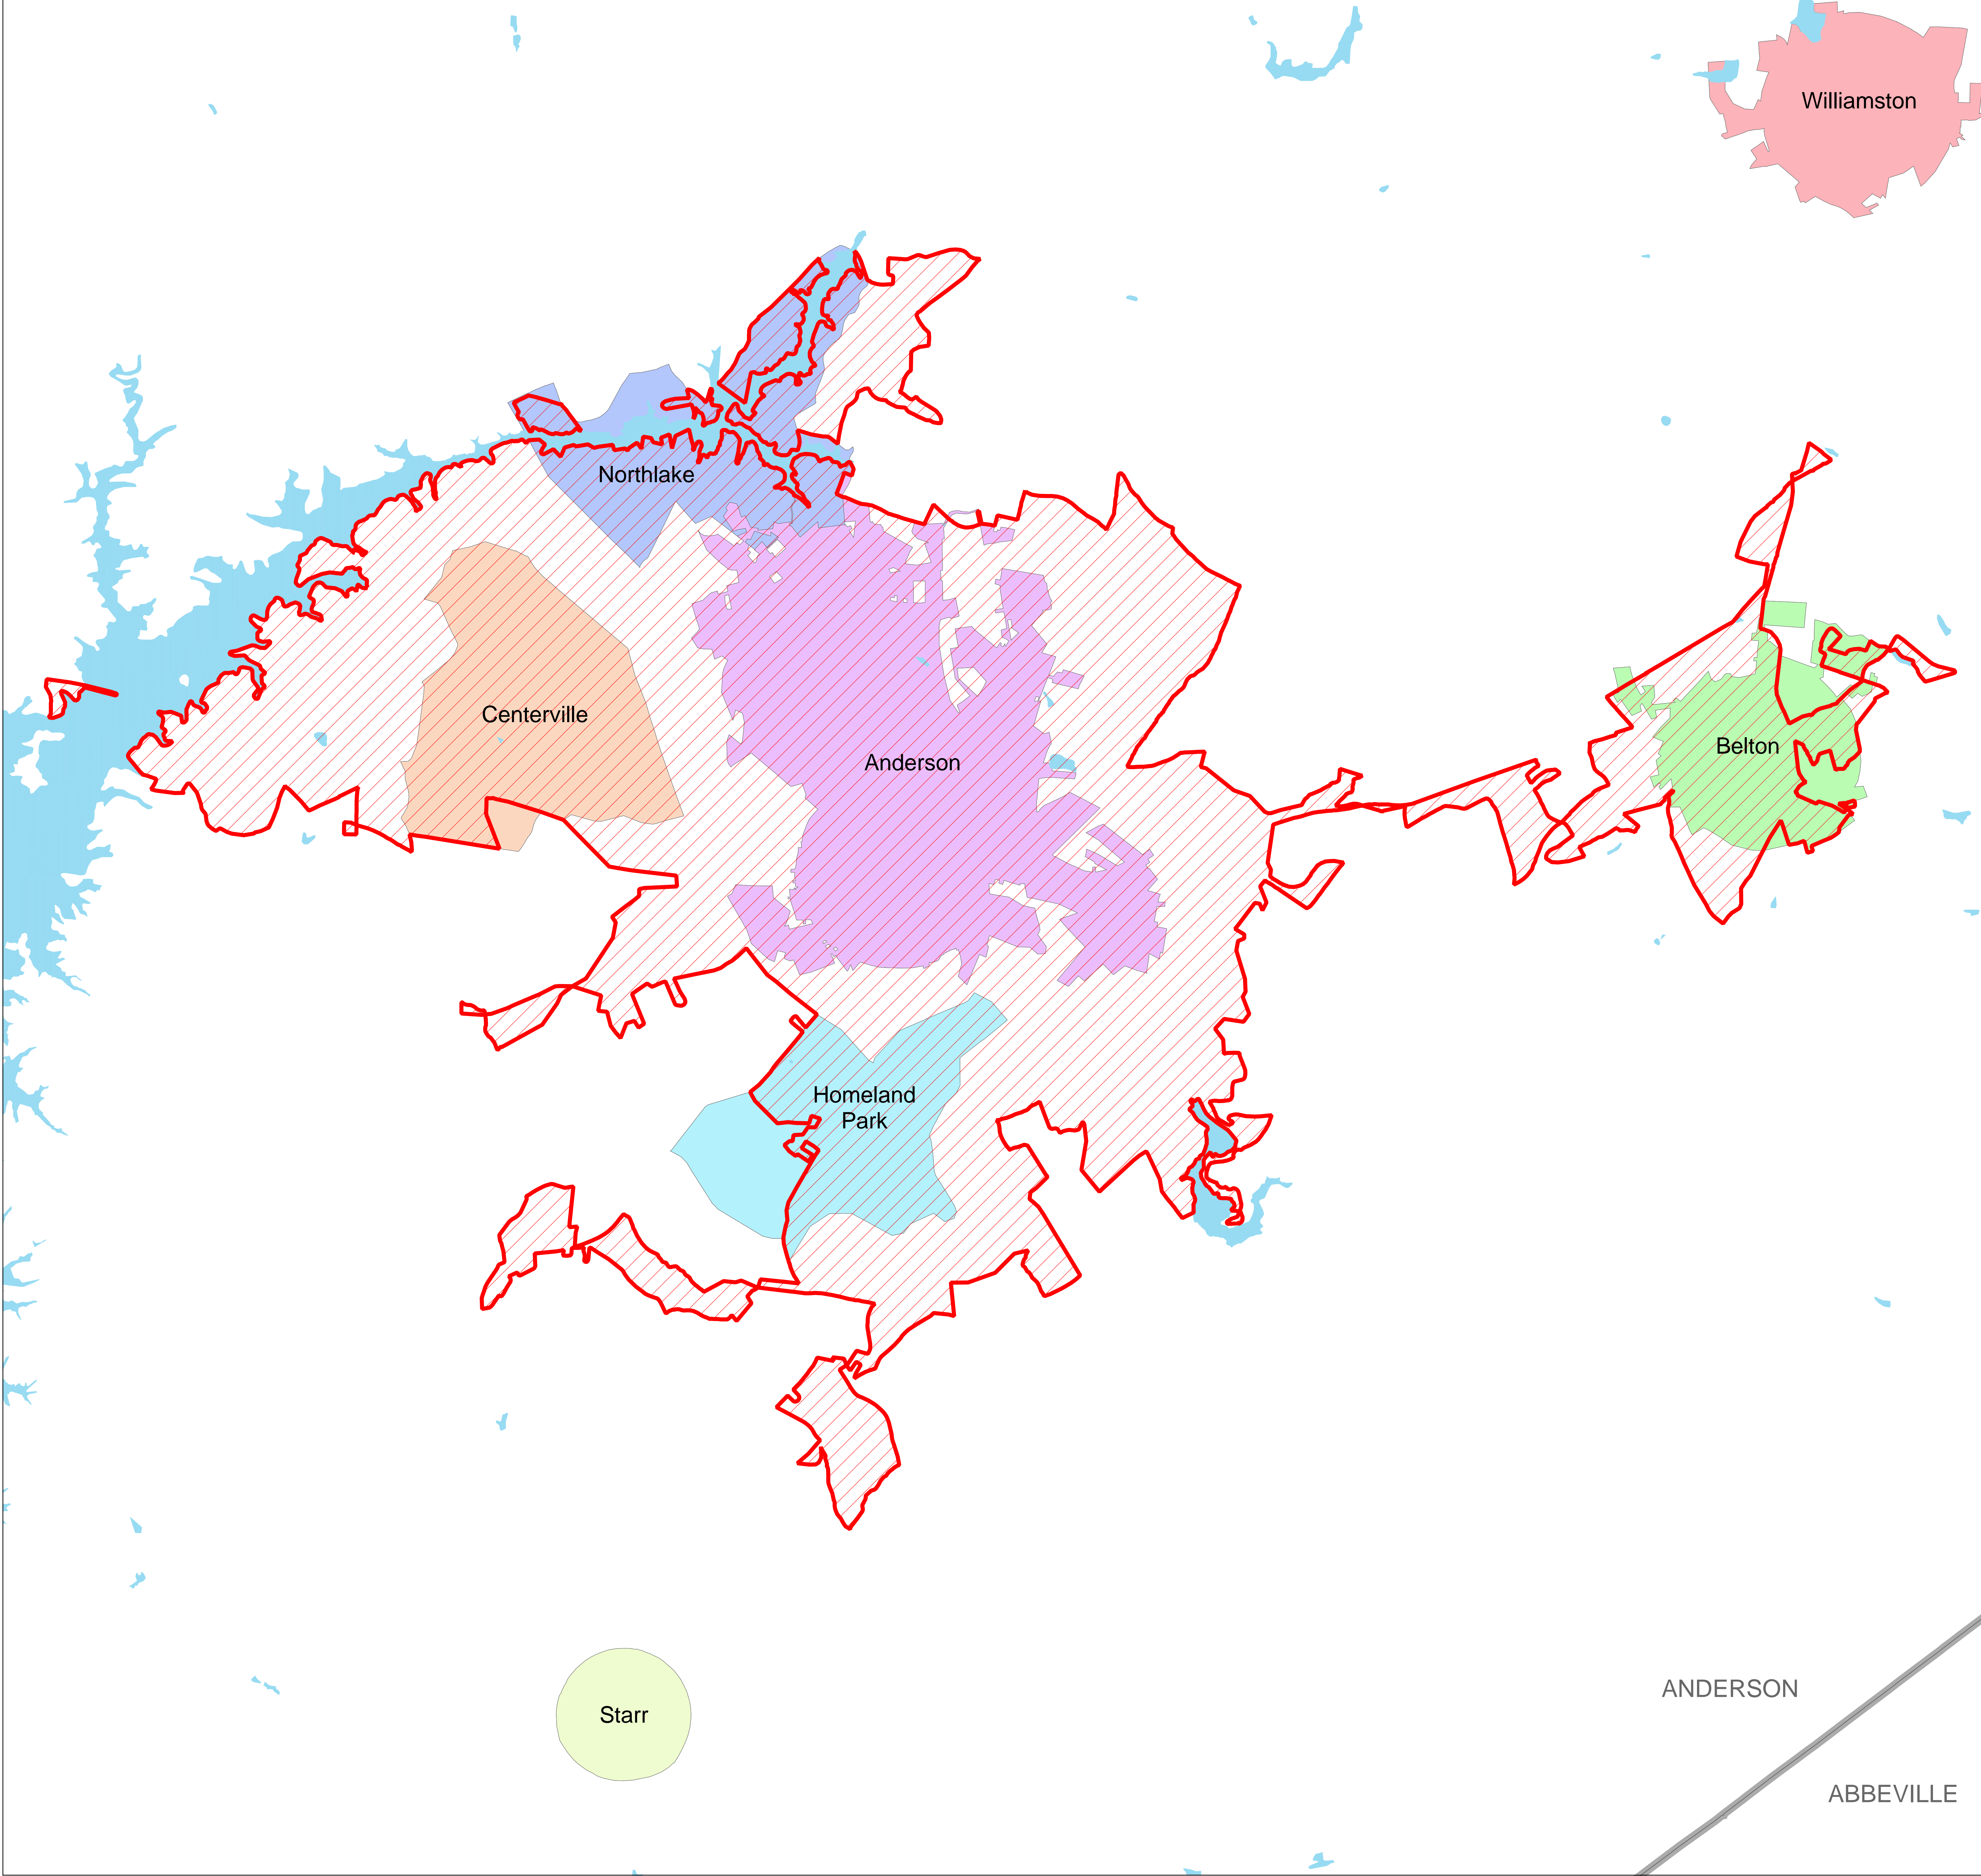 Williamston
Northlake
Centerville
Anderson
Belton
Homeland
Park
Starr
ANDERSON
ABBEVILLE